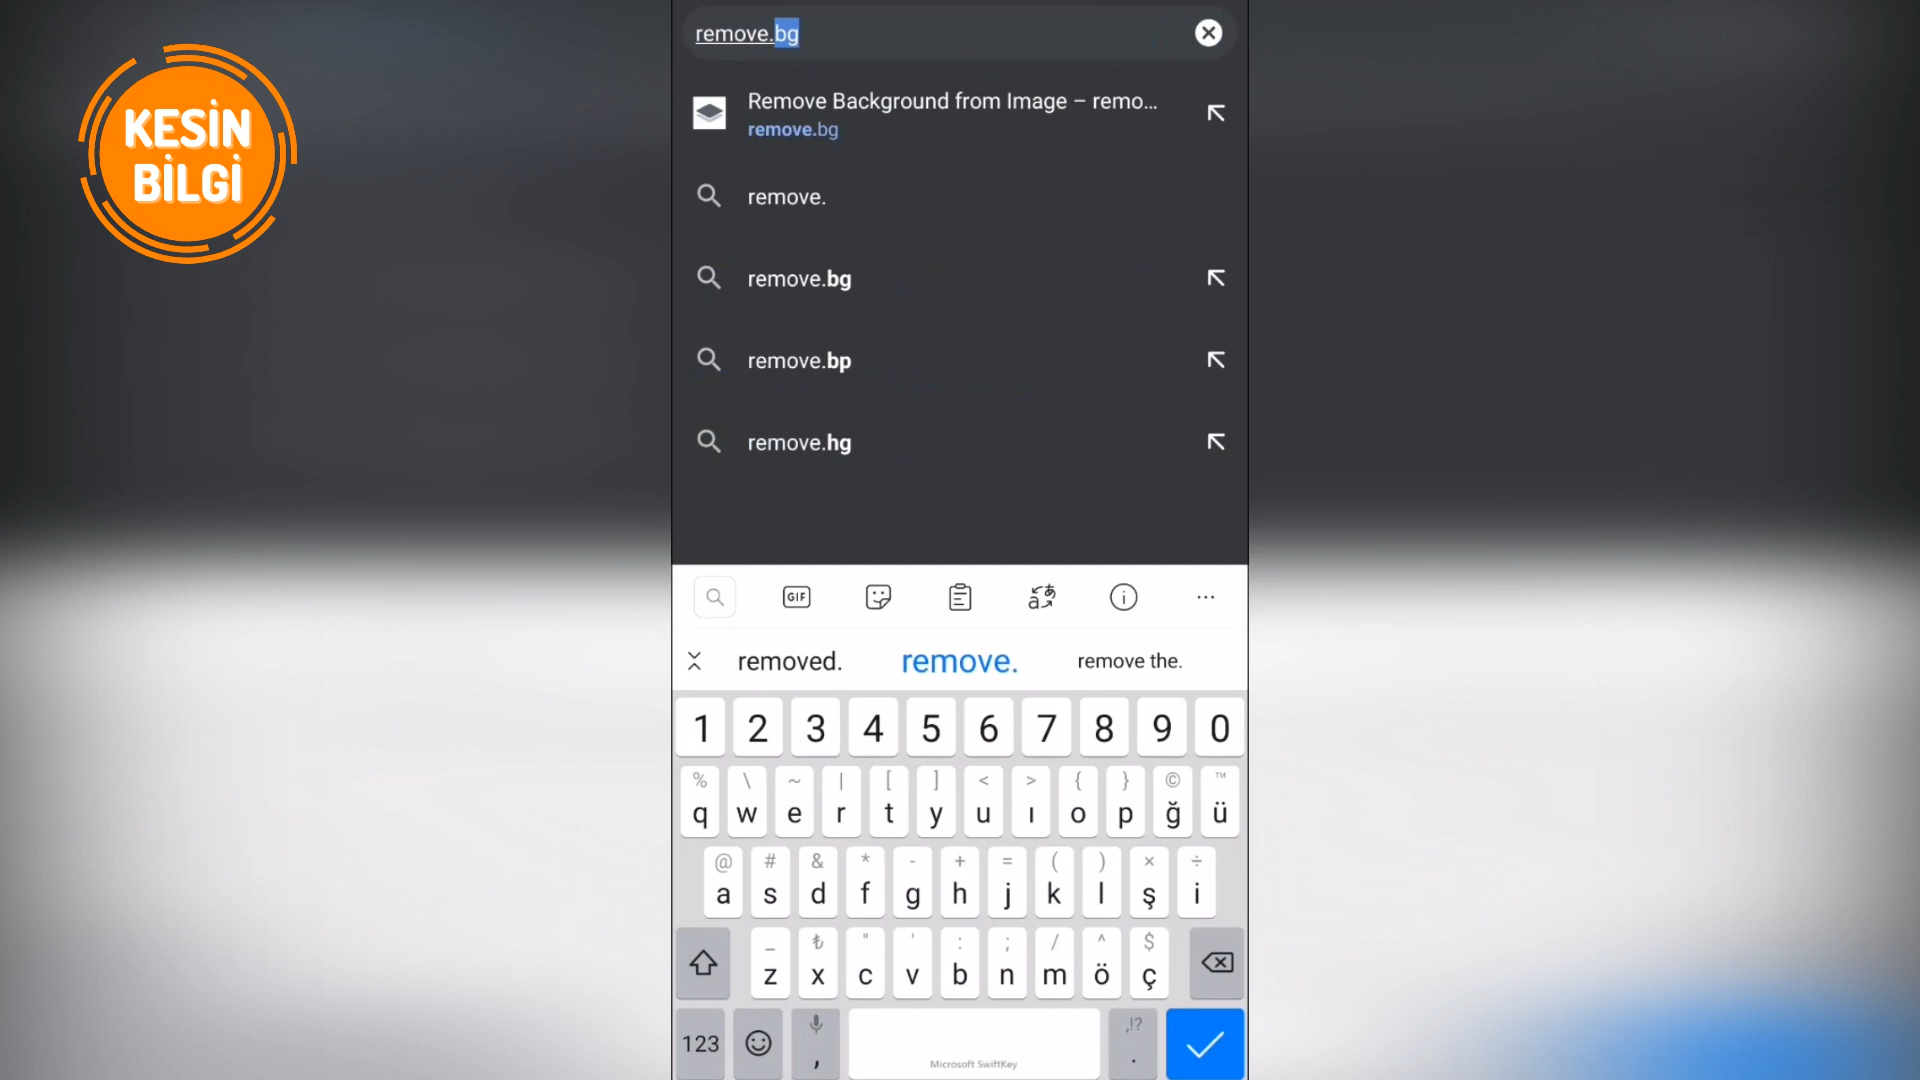 KESİN
BİLGİ
remove.bg
Remove Background from Image – remo...
remove.bg
remove.
remove.bg
remove.bp
remove.hg
GIF
removed. remove. remove the.
1 2 3 4 5 6 7 8 9 0
% \ ~ | [ ] < > { } © ™
q w e r t y u ı o p ğ ü
@ # & * - + = ( ) × ÷
a s d f g h j k l ş i
_ ₺ " ' : ; / ^ $
z x c v b n m ö ç
,!?
123 , Microsoft SwiftKey .